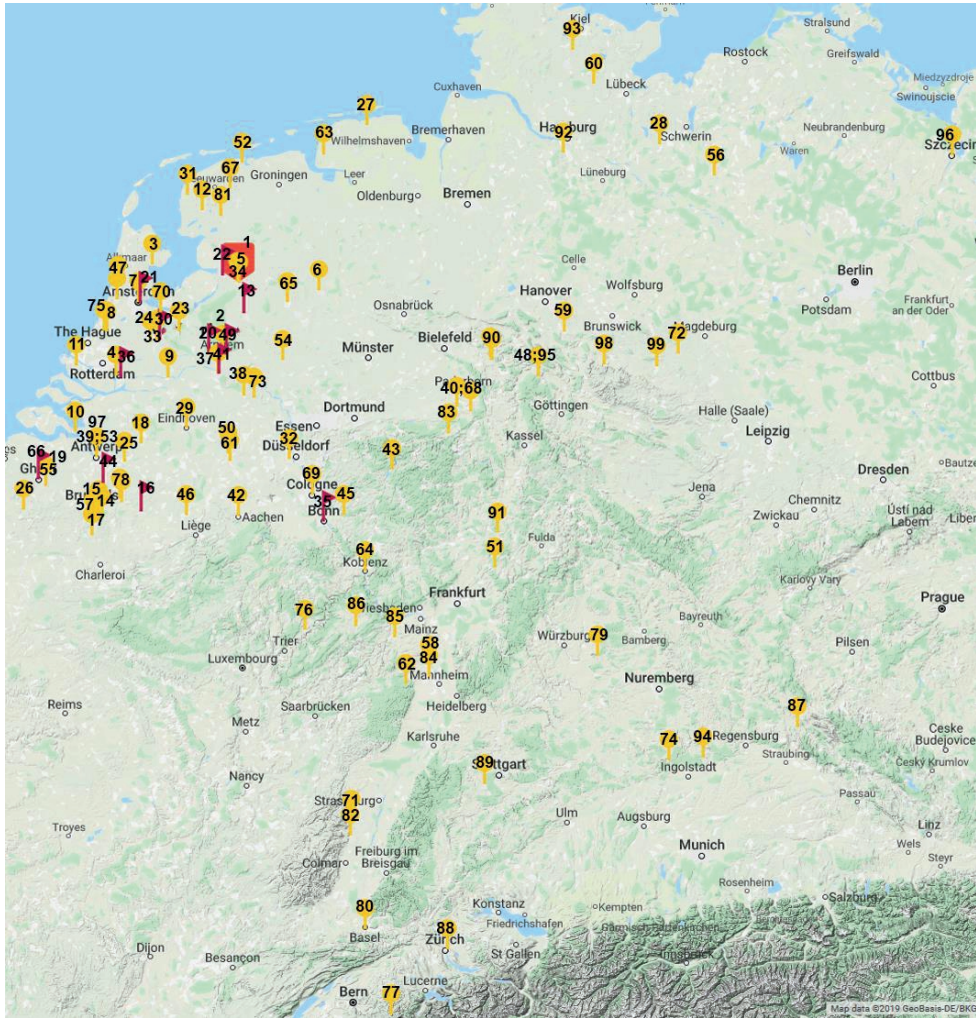 Kiel
93
Stralsund
60
Rostock
Greifswald
Lübeck
Cuxhaven
Miedzyzdroje
Swinoujscie
27
63
Wilhelmshaven
Bremerhaven
92
28
Schwerin
Neubrandenburg
96
52
56
Waren
67
Groningen
Leer
31
12
81
Oldenburg
Bremen
Lüneburg
3
22
1
5
34
47
21
6
Celle
65
13
70
Hanover
Wolfsburg
Berlin
Potsdam
Frankfurt
an der Oder
75
8
23
24
30
33
2
20
49
Osnabrück
59
Brunswick
72
Magdeburg
The Hague
11
4
36
Rotterdam
9
37
41
54
Münster
Bielefeld
90
48;95
98
99
38
73
40;68
Cottbus
10
97
18
29
Eindhoven
50
61
Essen
32
Düsseldorf
Dortmund
83
Göttingen
Halle (Saale)
Leipzig
39;53
25
43
Kassel
66
19
55
44
26
15
78
14
57
17
16
46
42
Aachen
69
35
45
Bonn
Dresden
Jena
Chemnitz
Zwickau
Ústí nad
Labem
Liège
91
51
Fulda
Charleroi
64
Koblenz
Karlovy Vary
Frankfurt
Prague
76
86
85
Mainz
Trier
58
84
Würzburg
79
Bamberg
Bayreuth
Pilsen
Luxembourg
62
Mannheim
Nuremberg
Reims
Saarbrücken
Heidelberg
87
Metz
Karlsruhe
74
94
Regensburg
Ceske
Budejovice
Ingolstadt
Straubing
Český Krumlov
Nancy
89
Stuttgart
Passau
71
82
Troyes
Ulm
Augsburg
Linz
Wels
Steyr
Colmar
Freiburg im
Breisgau
Munich
Rosenheim
Salzburg
80
Basel
Konstanz
Friedrichshafen
Kempten
88
Zürich
St Gallen
Garmisch-Partenkirchen
Innsbruck
Dijon
Besançon
Lucerne
77
Bern
Map data ©2019 GeoBasis-DE/BKG